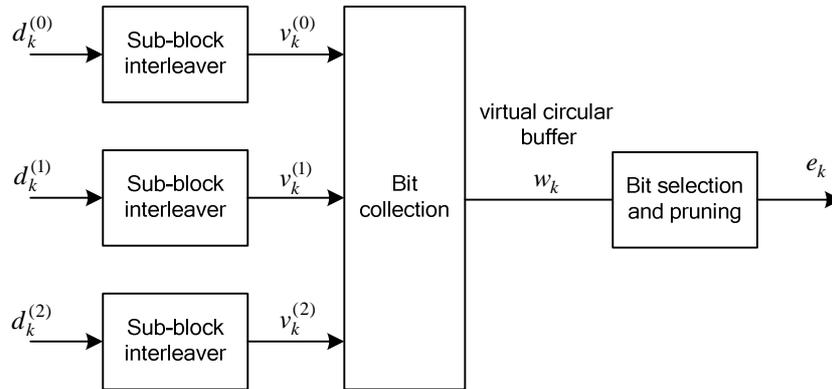 d_k^{(0)}
Sub-block
interleaver
v_k^{(0)}
d_k^{(1)}
Sub-block
interleaver
v_k^{(1)}
d_k^{(2)}
Sub-block
interleaver
v_k^{(2)}
Bit
collection
virtual circular
buffer
w_k
Bit selection
and pruning
e_k